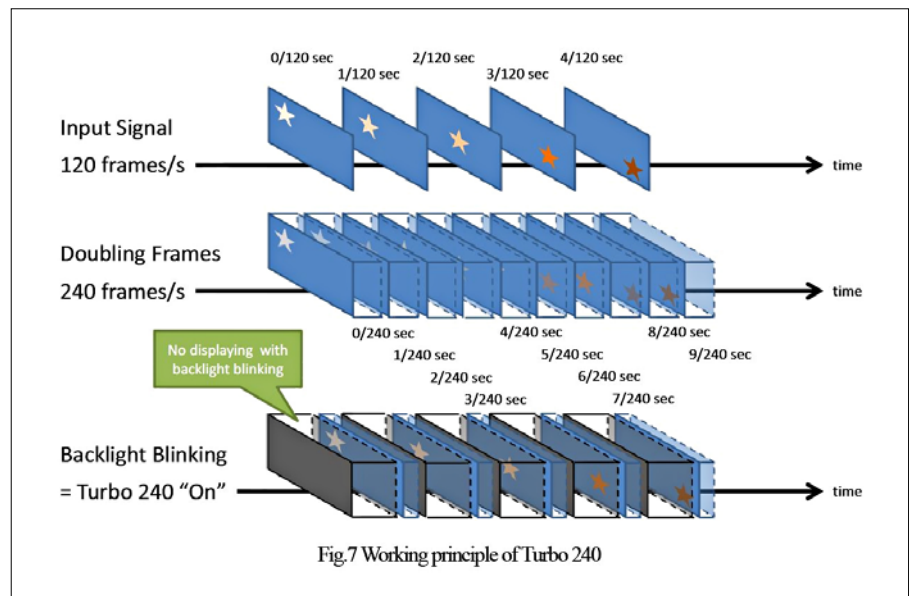 0/120 sec
1/120 sec
2/120 sec
3/120 sec
4/120 sec
Input Signal
120 frames/s
time
Doubling Frames
240 frames/s
time
0/240 sec
1/240 sec
2/240 sec
3/240 sec
4/240 sec
5/240 sec
6/240 sec
7/240 sec
8/240 sec
9/240 sec
No displaying with
backlight blinking
Backlight Blinking
= Turbo 240 “On”
time
Fig.7 Working principle of Turbo 240